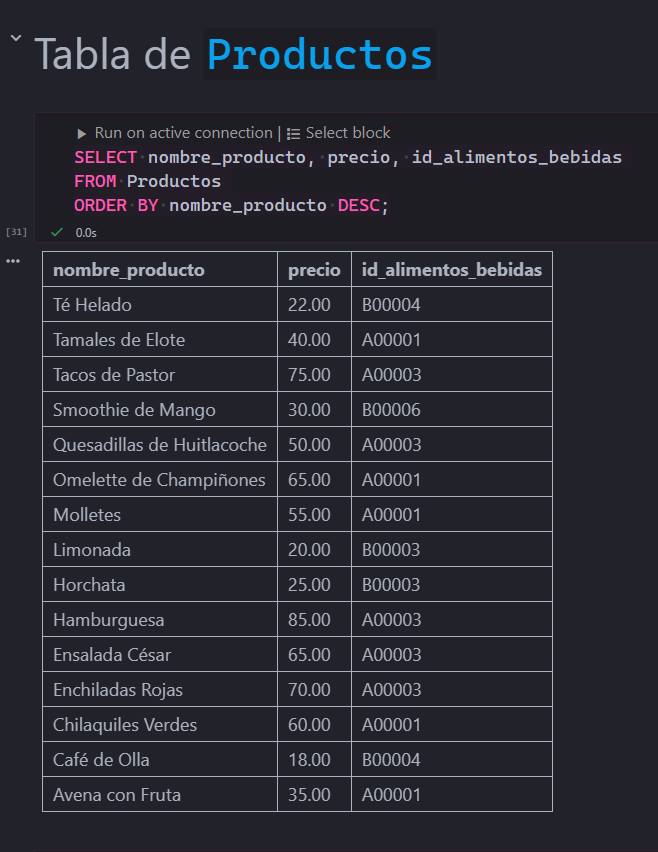 Tabla de Productos
Run on active connection | Select block
SELECT nombre_producto, precio, id_alimentos_bebidas
FROM Productos
ORDER BY nombre_producto DESC;
[31] 0.0s
nombre_producto precio id_alimentos_bebidas
Té Helado 22.00 B00004
Tamales de Elote 40.00 A00001
Tacos de Pastor 75.00 A00003
Smoothie de Mango 30.00 B00006
Quesadillas de Huitlacoche 50.00 A00003
Omelette de Champiñones 65.00 A00001
Molletes 55.00 A00001
Limonada 20.00 B00003
Horchata 25.00 B00003
Hamburguesa 85.00 A00003
Ensalada César 65.00 A00003
Enchiladas Rojas 70.00 A00003
Chilaquiles Verdes 60.00 A00001
Café de Olla 18.00 B00004
Avena con Fruta 35.00 A00001